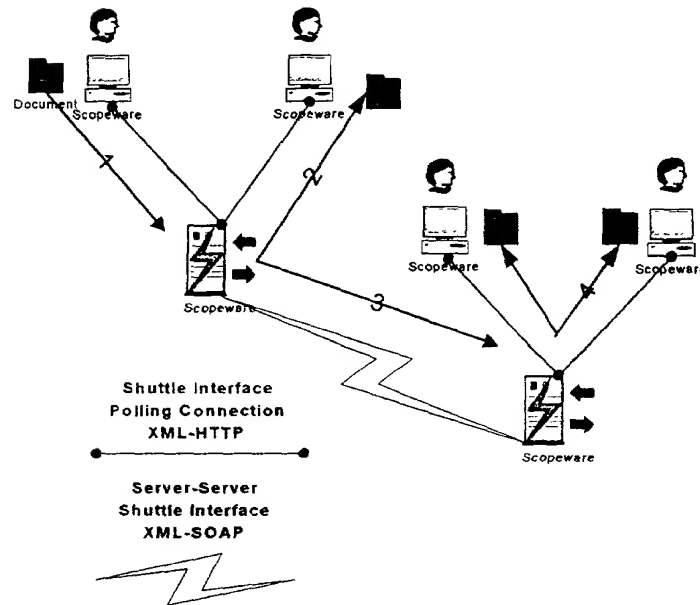 Document
Scopeware
Scopeware
1
2
Scopeware
Scopeware
Scopeware
3
4
Scopeware
Shuttle Interface
Polling Connection
XML-HTTP
Server-Server
Shuttle Interface
XML-SOAP